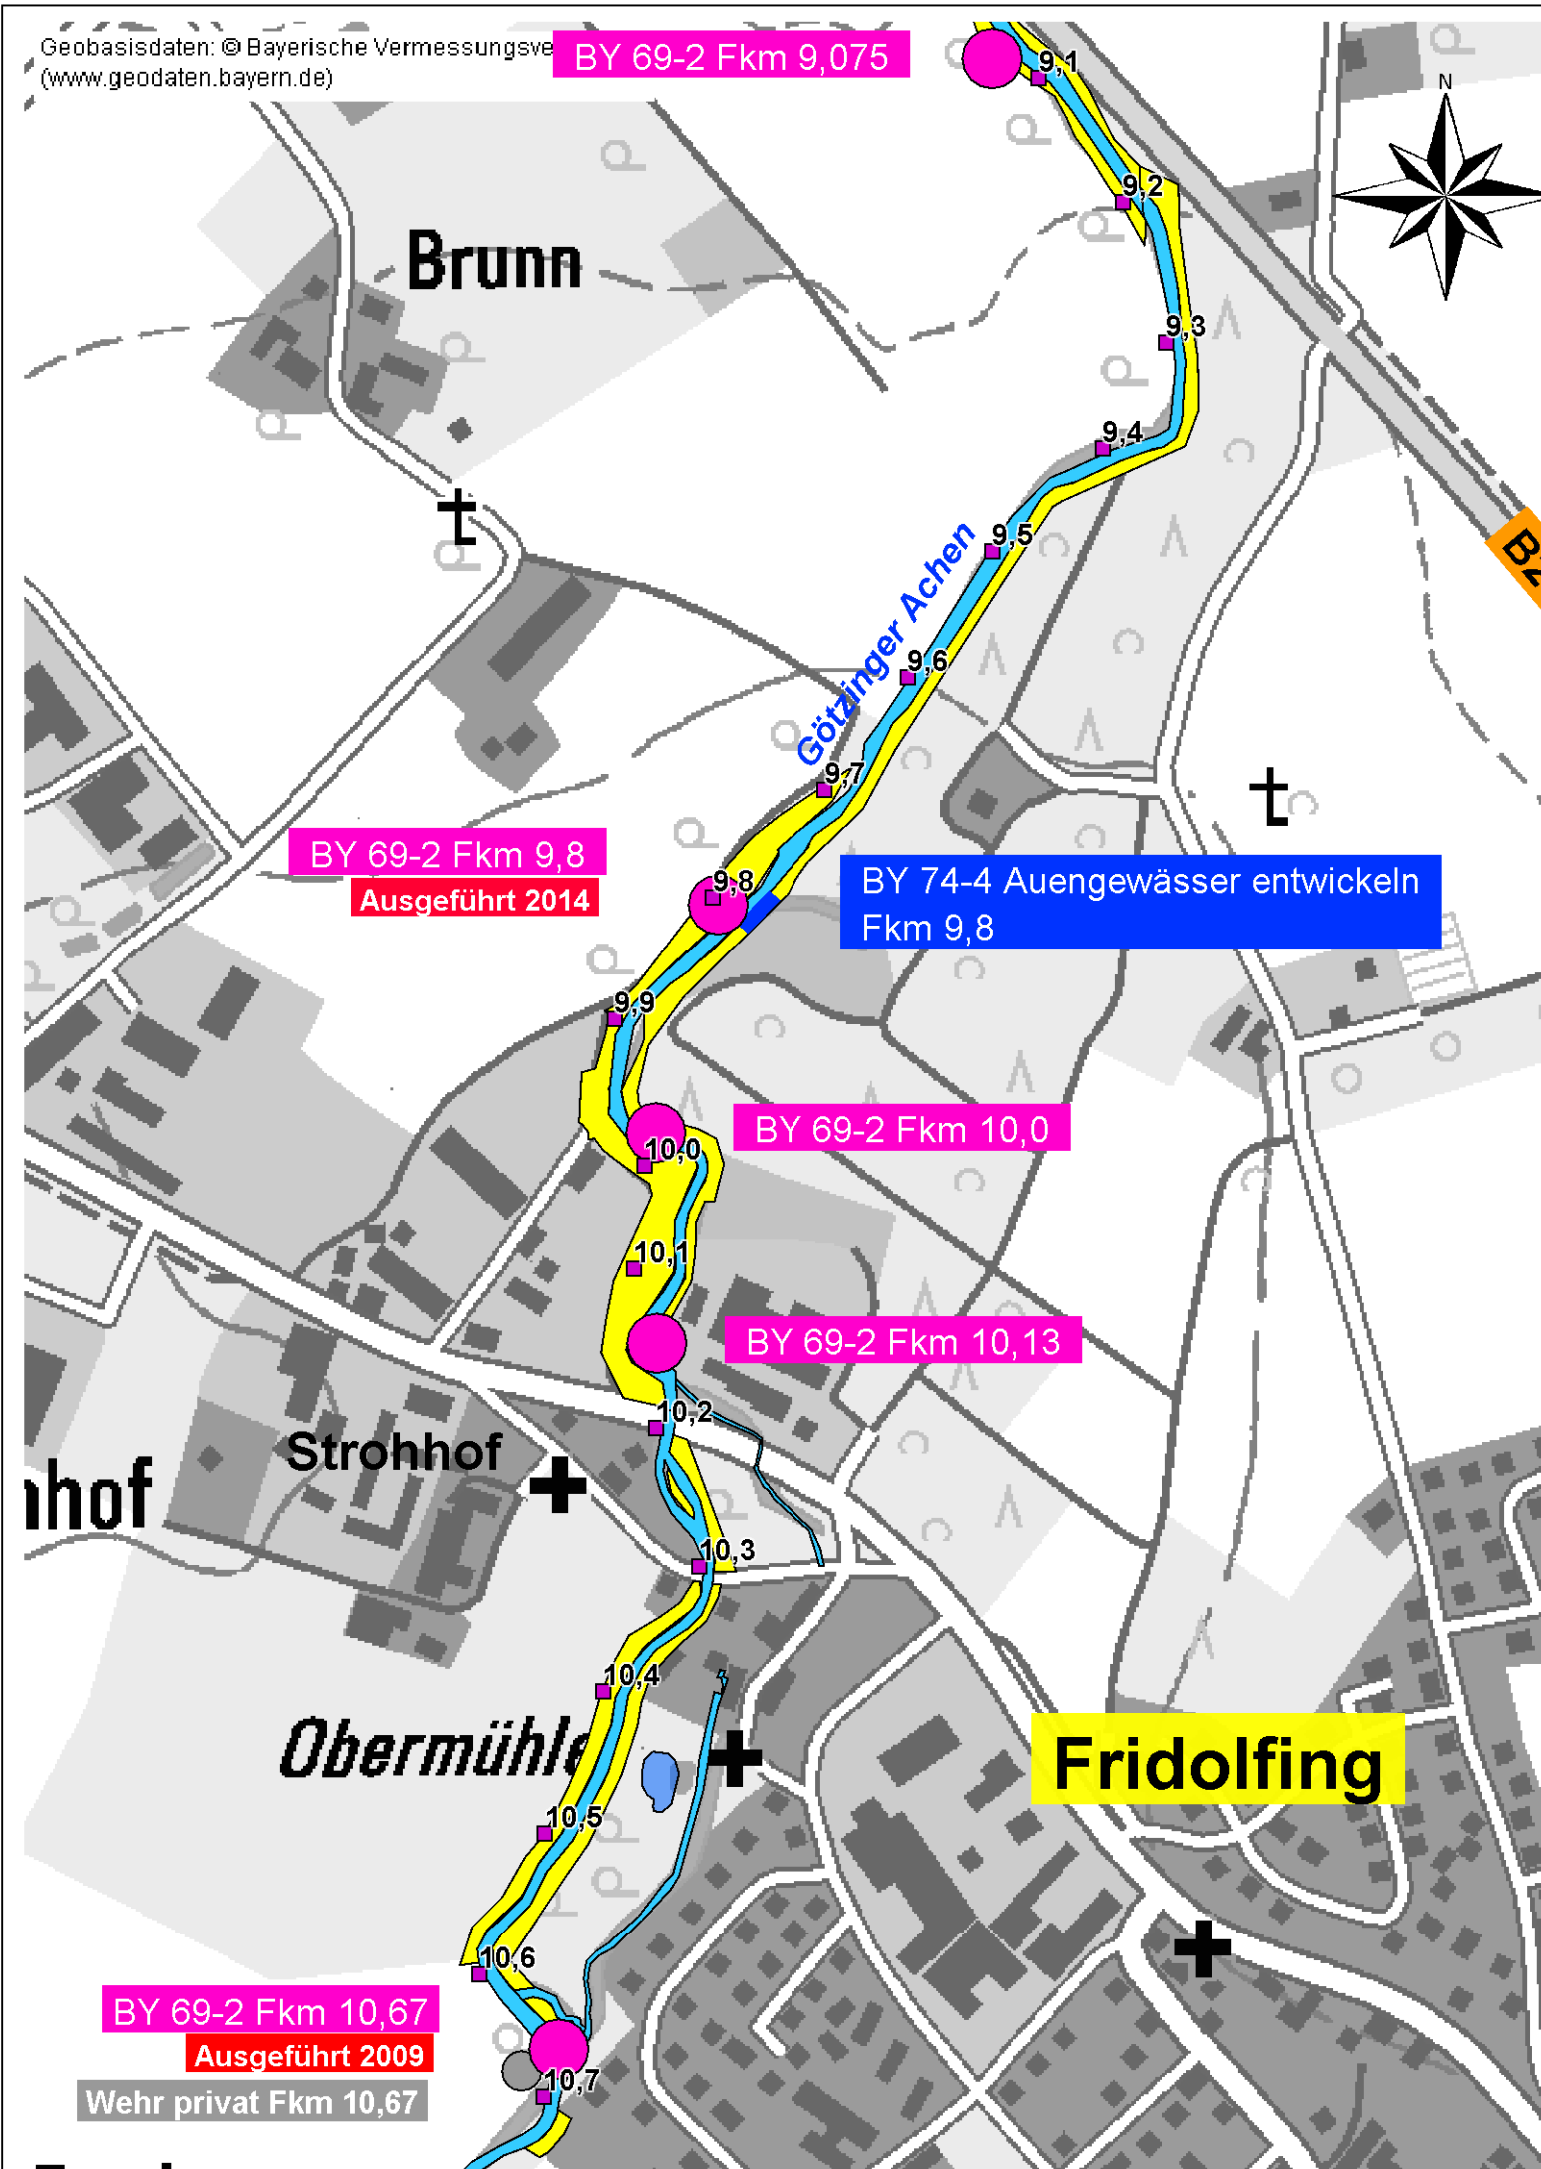 Geobasisdaten: © Bayerische Vermessungsve
(www.geodaten.bayern.de)
BY 69-2 Fkm 9,075
N
9,1
9,2
Brunn
9,3
9,4
9,5
B2
Götzinger Achen
9,6
9,7
BY 69-2 Fkm 9,8
Ausgeführt 2014
9,8
BY 74-4 Auengewässer entwickeln
Fkm 9,8
9,9
BY 69-2 Fkm 10,0
10,0
10,1
BY 69-2 Fkm 10,13
10,2
Strohhof
hof
10,3
10,4
Obermühle
Fridolfing
10,5
10,6
BY 69-2 Fkm 10,67
Ausgeführt 2009
10,7
Wehr privat Fkm 10,67